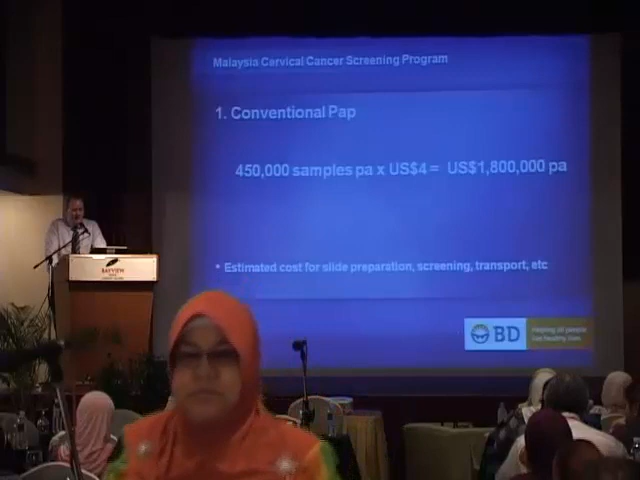 Malaysia Cervical Cancer Screening Program
1. Conventional Pap
450,000 samples pa x US$4 = US$1,800,000 pa
• Estimated cost for slide preparation, screening, transport, etc
BD
Helping all people
live healthy lives
BAYVIEW